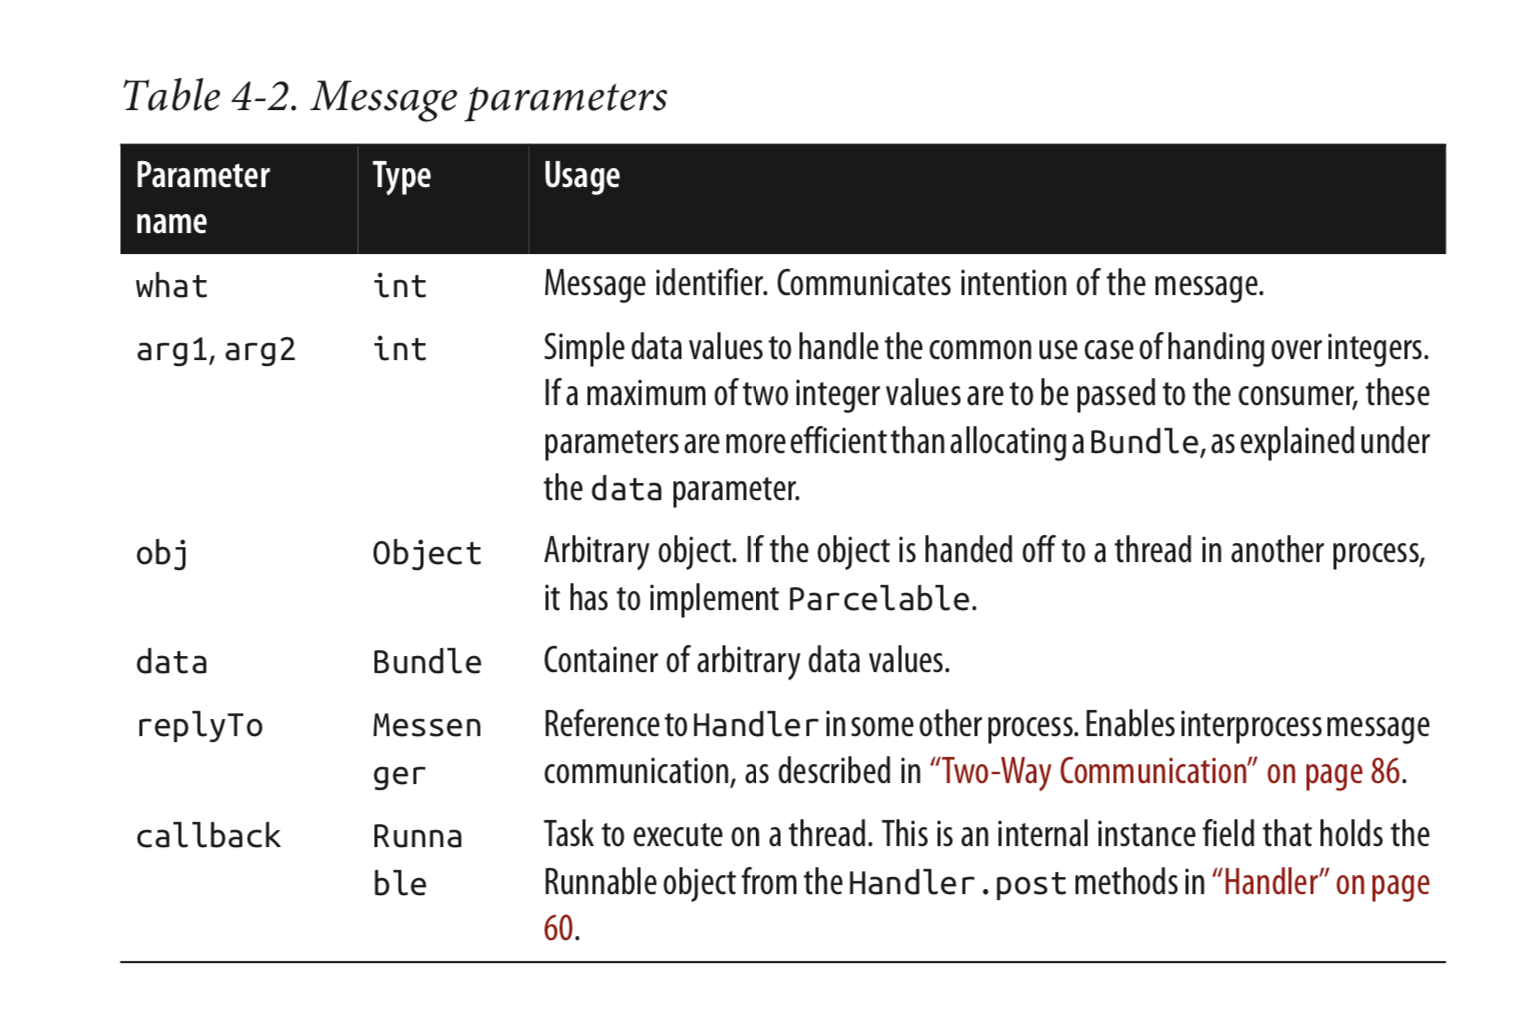 Table 4-2. Message parameters
Parameter name Type Usage
what int Message identifier. Communicates intention of the message.
arg1, arg2 int Simple data values to handle the common use case of handing over integers.
If a maximum of two integer values are to be passed to the consumer, these
parameters are more efficient than allocating a Bundle, as explained under
the data parameter.
obj Object Arbitrary object. If the object is handed off to a thread in another process,
it has to implement Parcelable.
data Bundle Container of arbitrary data values.
replyTo Messen Reference to Handler in some other process. Enables interprocess message
ger communication, as described in “Two-Way Communication” on page 86.
callback Runna Task to execute on a thread. This is an internal instance field that holds the
ble Runnable object from the Handler.post methods in “Handler” on page
60.